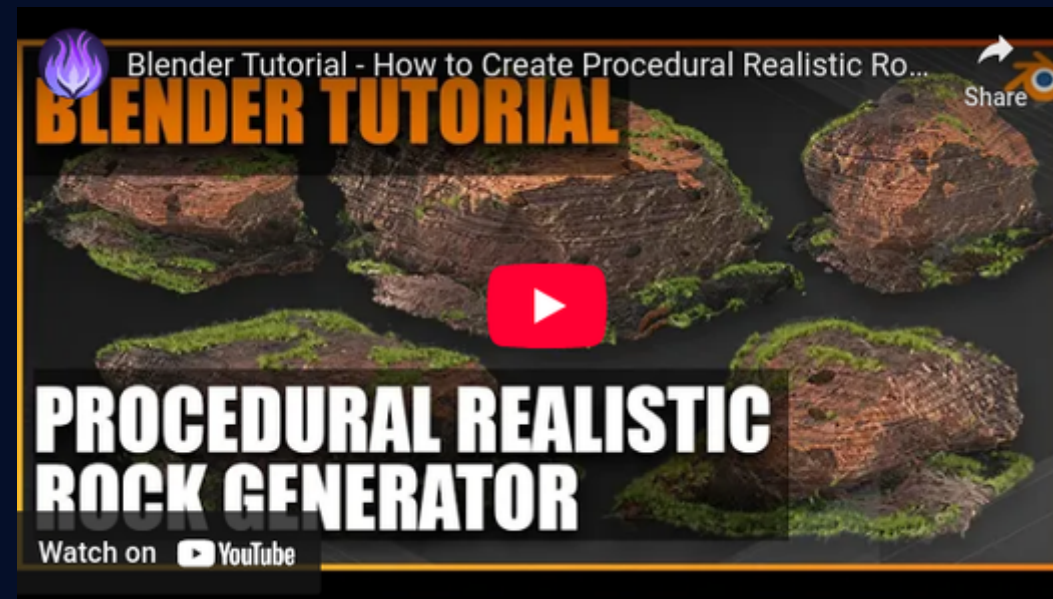 Blender Tutorial - How to Create Procedural Realistic Ro...
Share
BLENDER TUTORIAL
PROCEDURAL REALISTIC
ROCK GENERATOR
Watch on YouTube